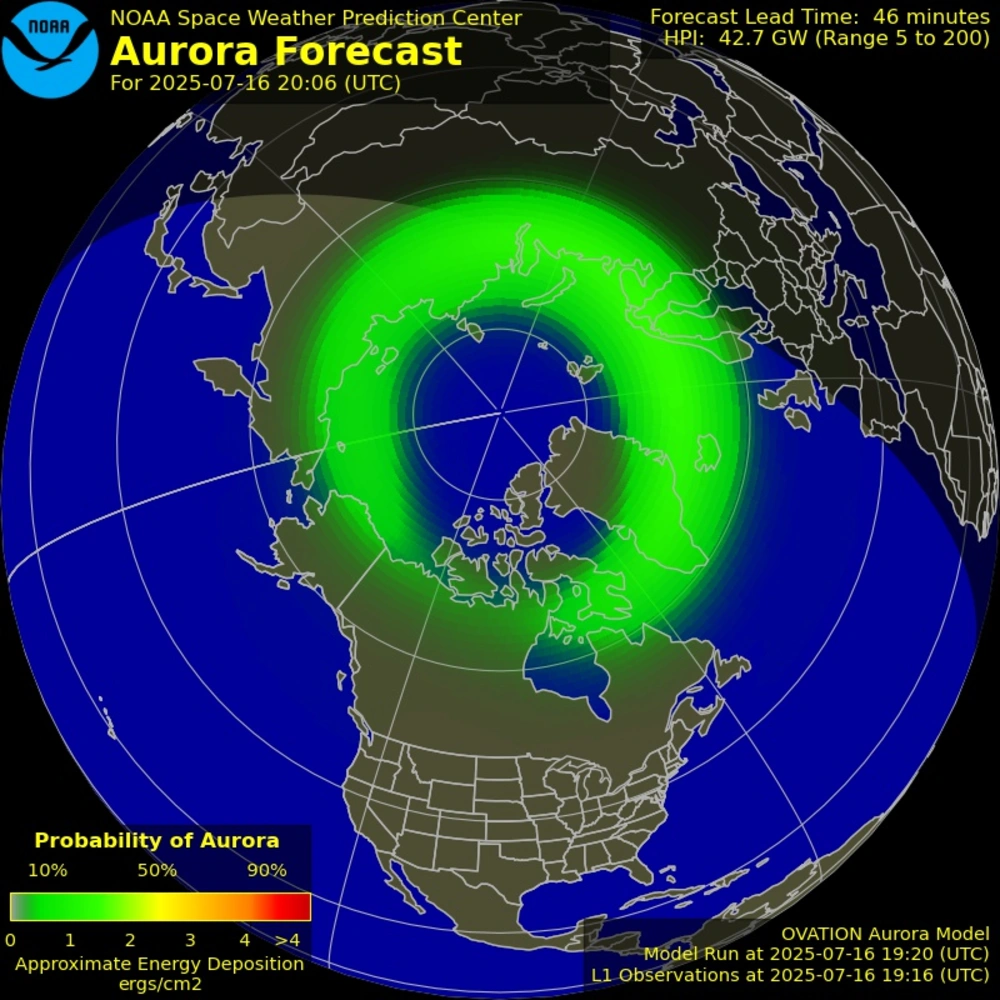 NOAA
NOAA Space Weather Prediction Center
Aurora Forecast
For 2025-07-16 20:06 (UTC)
Forecast Lead Time: 46 minutes
HPI: 42.7 GW (Range 5 to 200)
Probability of Aurora
10% 50% 90%
0 1 2 3 4 >4
Approximate Energy Deposition
ergs/cm2
OVATION Aurora Model
Model Run at 2025-07-16 19:20 (UTC)
L1 Observations at 2025-07-16 19:16 (UTC)